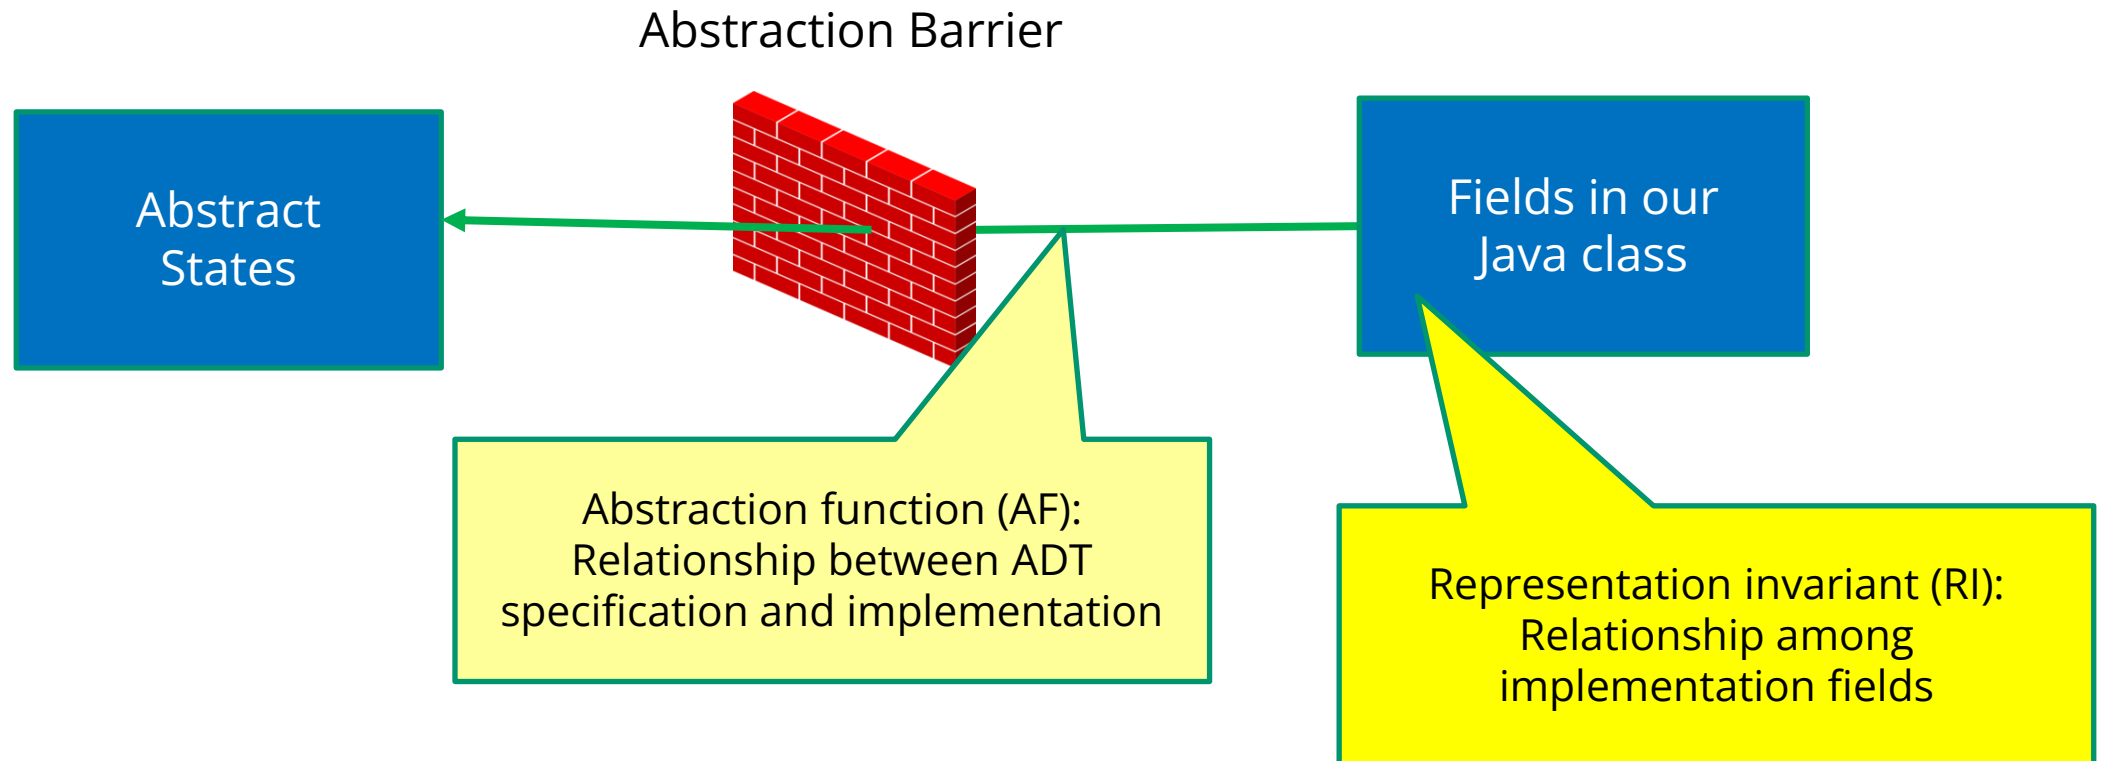 Abstraction Barrier
Abstract
States
Fields in our
Java class
Abstraction function (AF):
Relationship between ADT
specification and implementation
Representation invariant (RI):
Relationship among
implementation fields